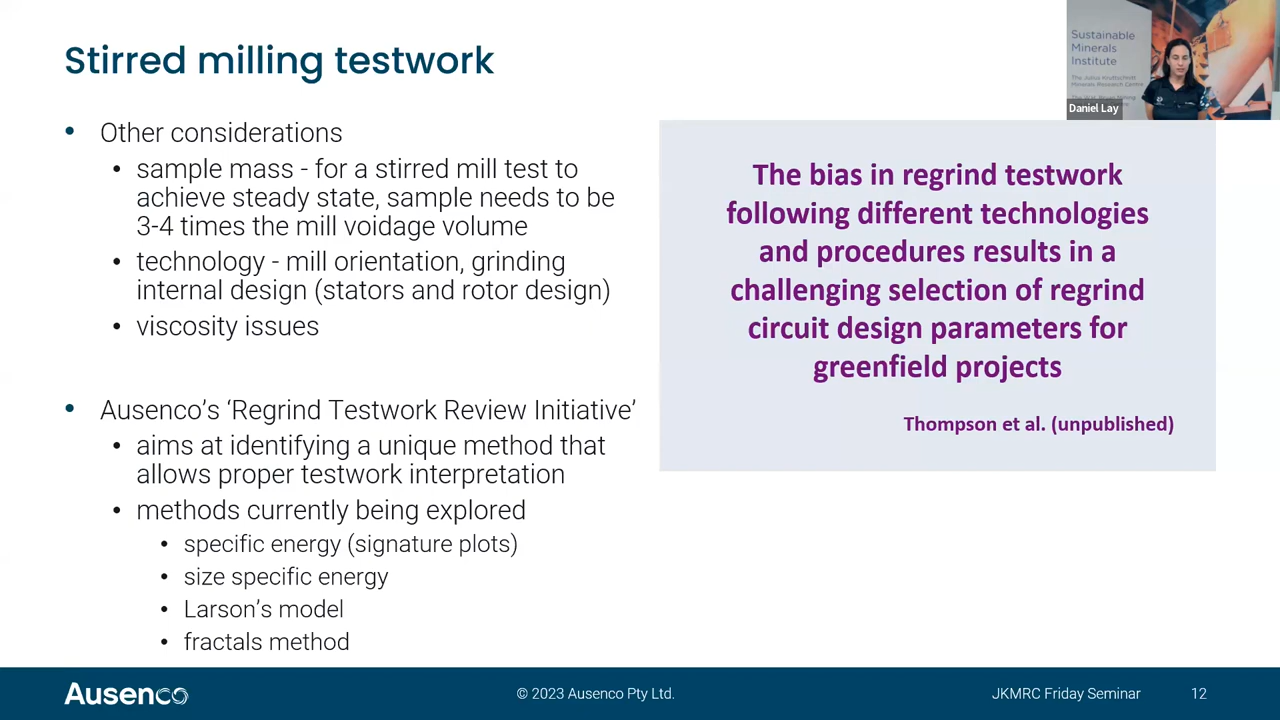 Stirred milling testwork
• Other considerations
• sample mass - for a stirred mill test to
achieve steady state, sample needs to be
3-4 times the mill voidage volume
• technology - mill orientation, grinding
internal design (stators and rotor design)
• viscosity issues
• Ausenco's 'Regrind Testwork Review Initiative'
• aims at identifying a unique method that
allows proper testwork interpretation
• methods currently being explored
• specific energy (signature plots)
• size specific energy
• Larson's model
• fractals method
Sustainable
Minerals
Institute
The Julius Kruttschnitt
Minerals Research Centre
Daniel Lay
The bias in regrind testwork
following different technologies
and procedures results in a
challenging selection of regrind
circuit design parameters for
greenfield projects
Thompson et al. (unpublished)
Ausenco
© 2023 Ausenco Pty Ltd.
JKMRC Friday Seminar
12